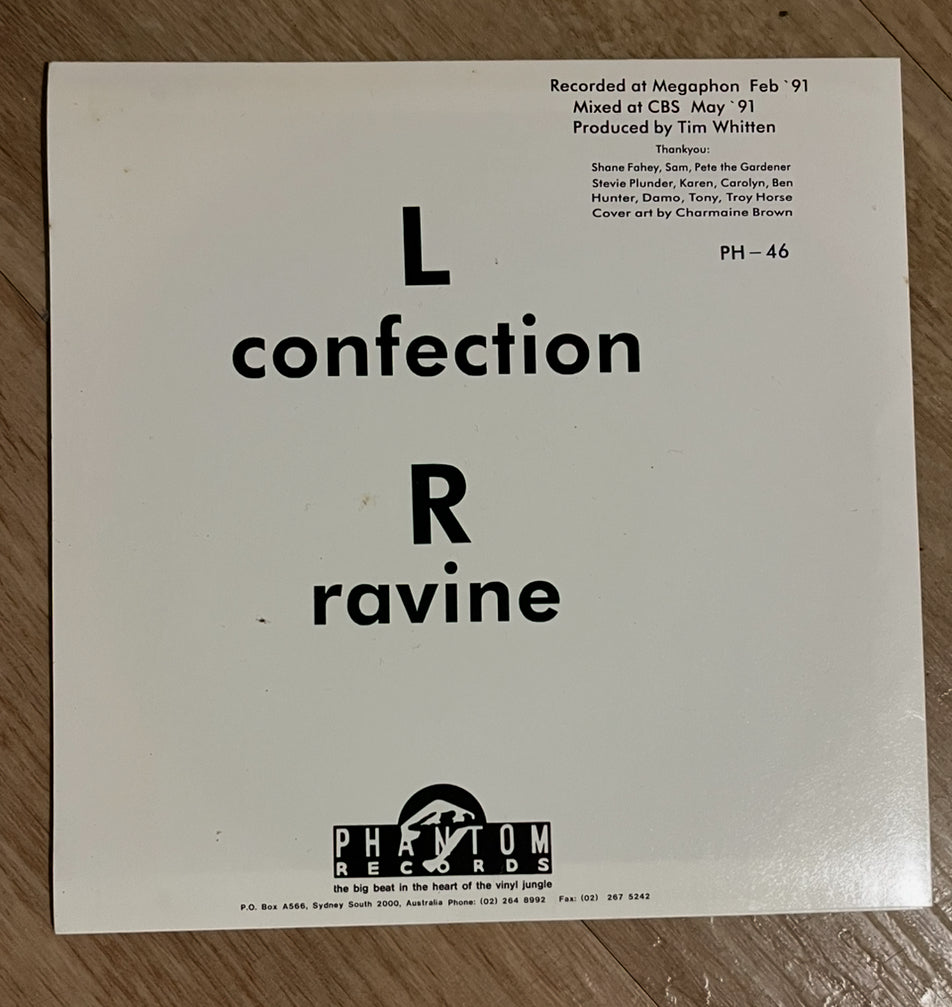 Recorded at Megaphon Feb `91
Mixed at CBS May `91
Produced by Tim Whitten
Thankyou:
Shane Fahey, Sam, Pete the Gardener
Stevie Plunder, Karen, Carolyn, Ben
Hunter, Damo, Tony, Troy Horse
Cover art by Charmaine Brown
PH – 46
L
confection
R
ravine
PHANTOM
RECORDS
the big beat in the heart of the vinyl jungle
P.O. Box A566, Sydney South 2000, Australia Phone: (02) 264 8992 Fax: (02) 267 5242